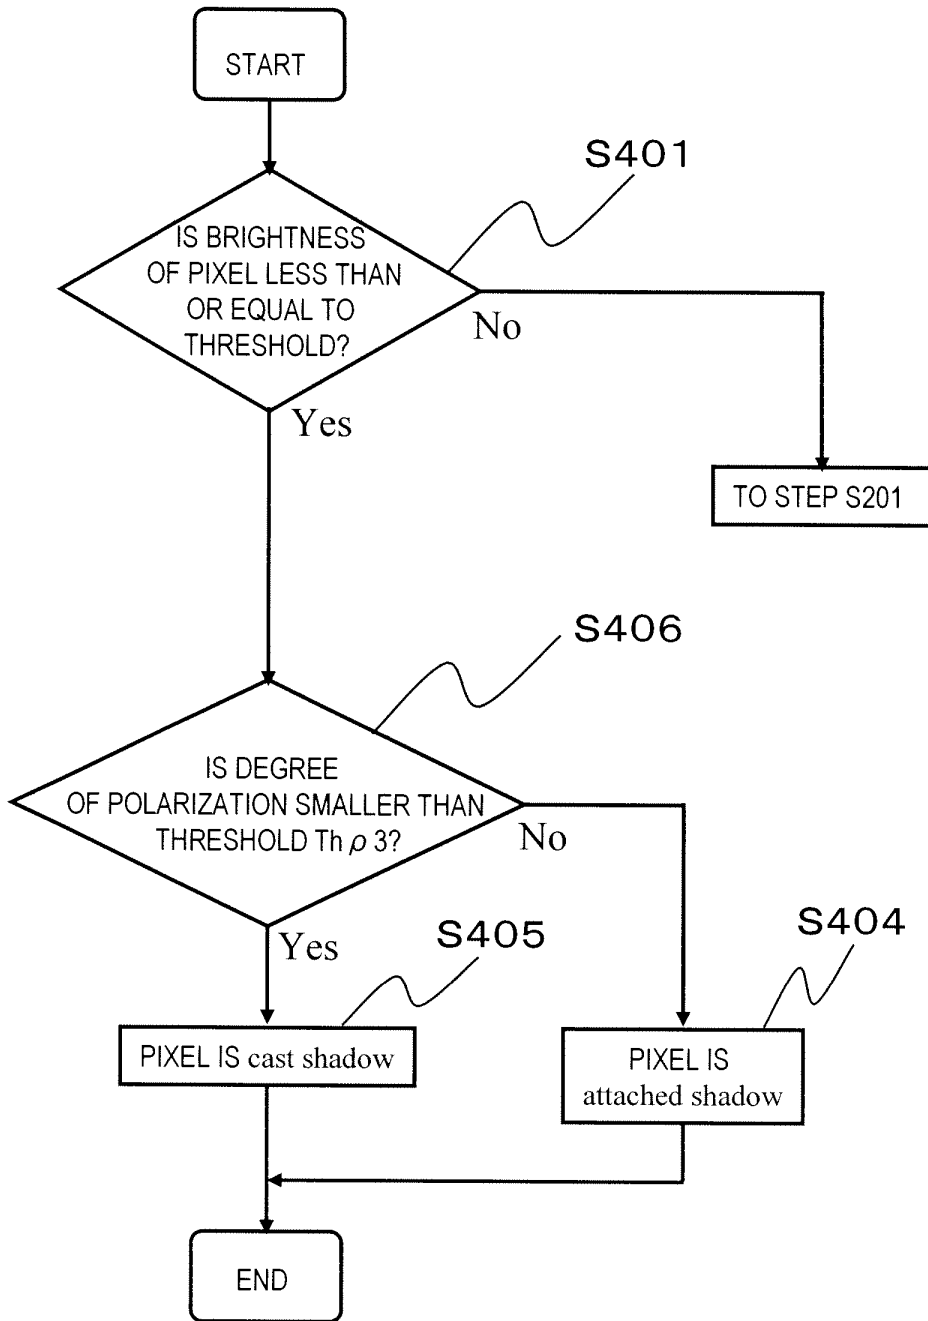 START
S401
IS BRIGHTNESS
OF PIXEL LESS THAN
OR EQUAL TO
THRESHOLD?
No
Yes
TO STEP S201
S406
IS DEGREE
OF POLARIZATION SMALLER THAN
THRESHOLD Th ρ 3?
No
Yes
S405
S404
PIXEL IS cast shadow
PIXEL IS
attached shadow
END